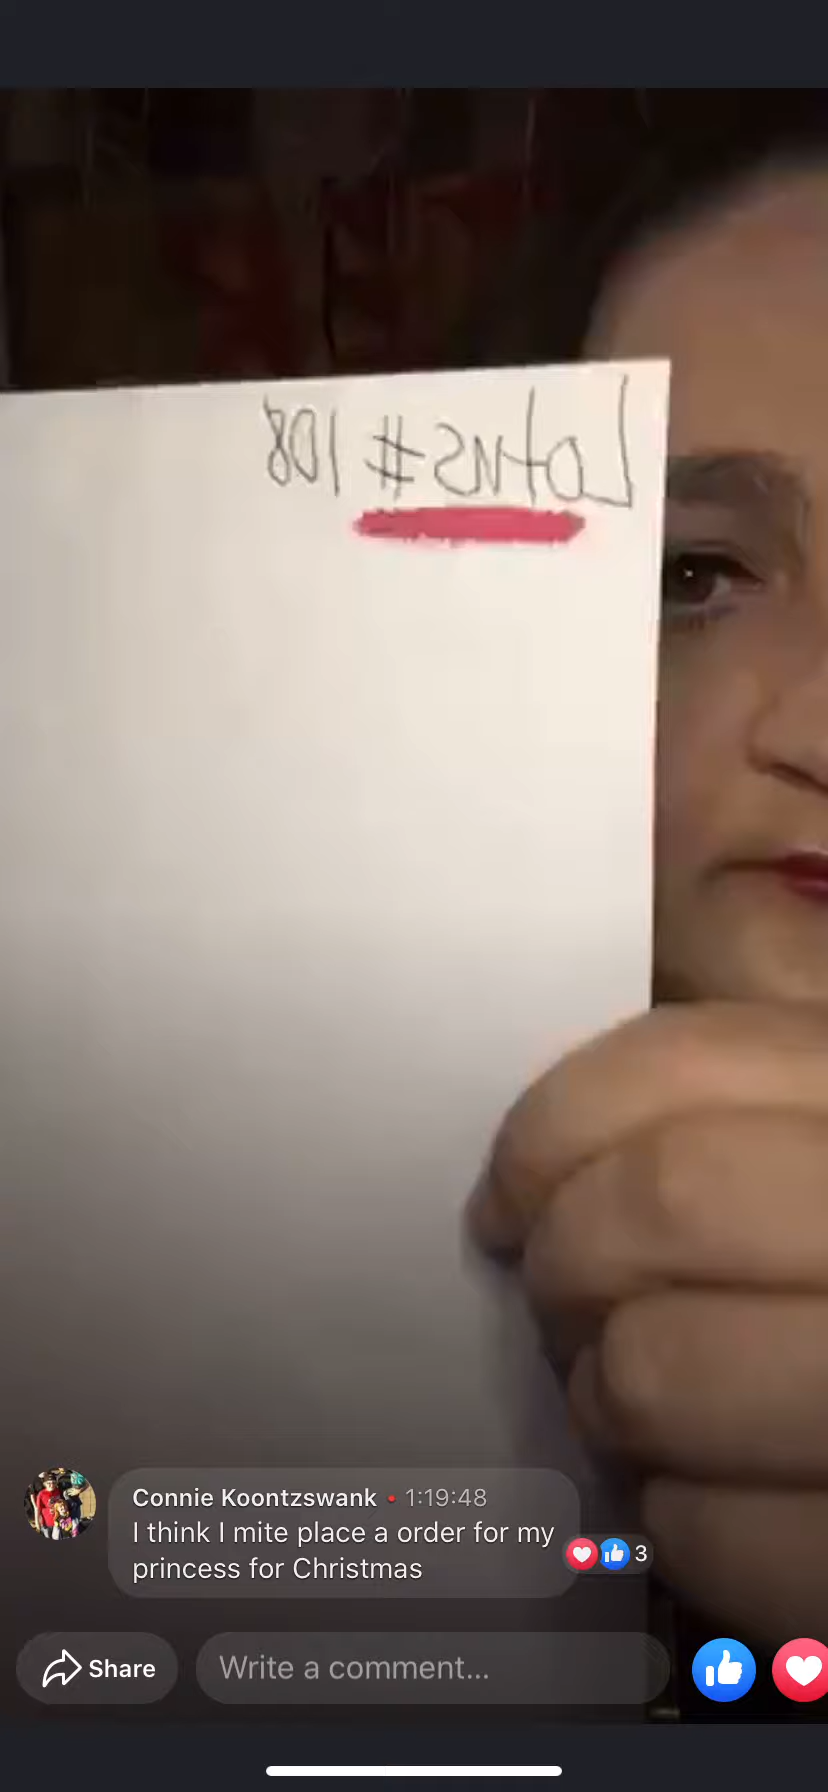 Lotus #108
Connie Koontzswank • 1:19:48
I think I mite place a order for my
princess for Christmas
3
Share
Write a comment...